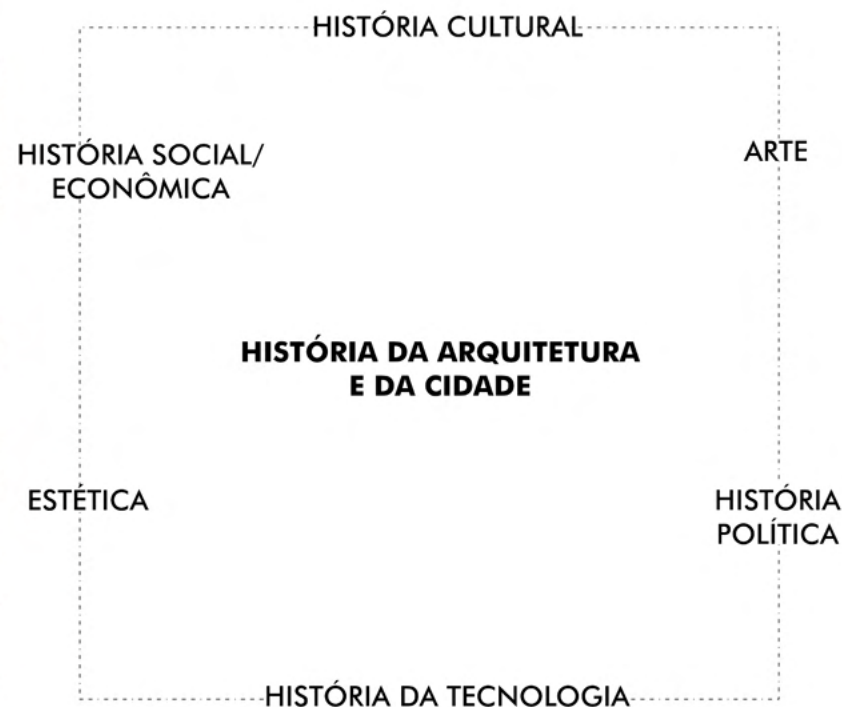 HISTÓRIA CULTURAL
HISTÓRIA SOCIAL/
ECONÔMICA
ARTE
HISTÓRIA DA ARQUITETURA
E DA CIDADE
ESTÉTICA
HISTÓRIA
POLÍTICA
HISTÓRIA DA TECNOLOGIA